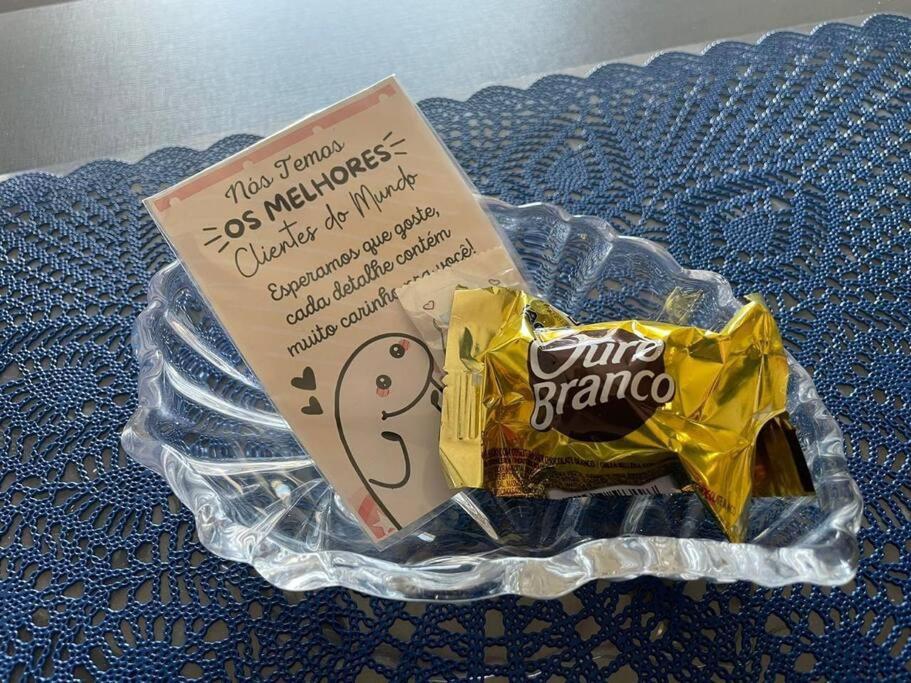 Nós Temos
OS MELHORES
Clientes do Mundo
Esperamos que goste,
cada detalhe contém
muito carinho você!
Ouro
Branco